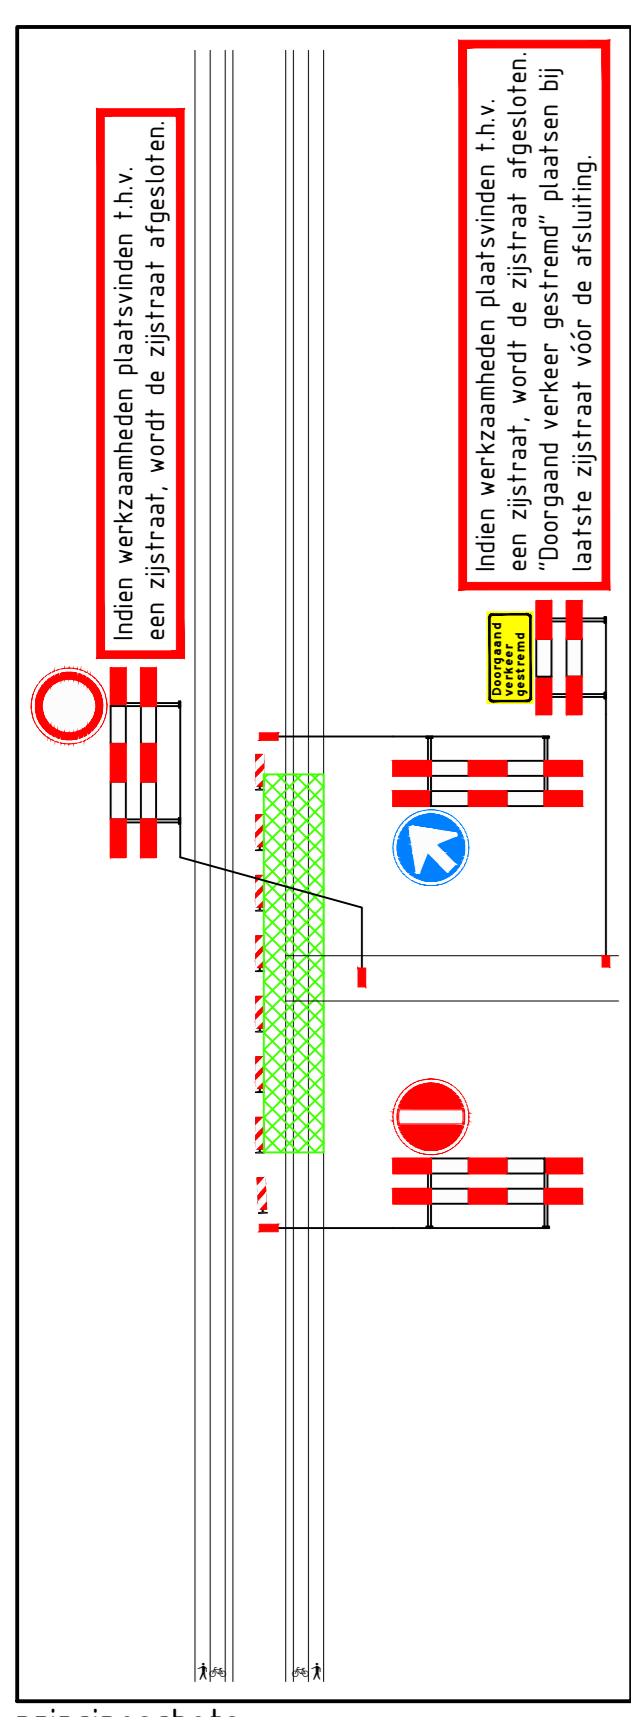 Indien werkzaamheden plaatsvinden t.h.v.
een zijstraat, wordt de zijstraat afgesloten.
Indien werkzaamheden plaatsvinden t.h.v.
een zijstraat, wordt de zijstraat afgesloten.
"Doorgaand verkeer gestremd" plaatsen bij
laatste zijstraat vóór de afsluiting.
Doorgaand
verkeer
gestremd